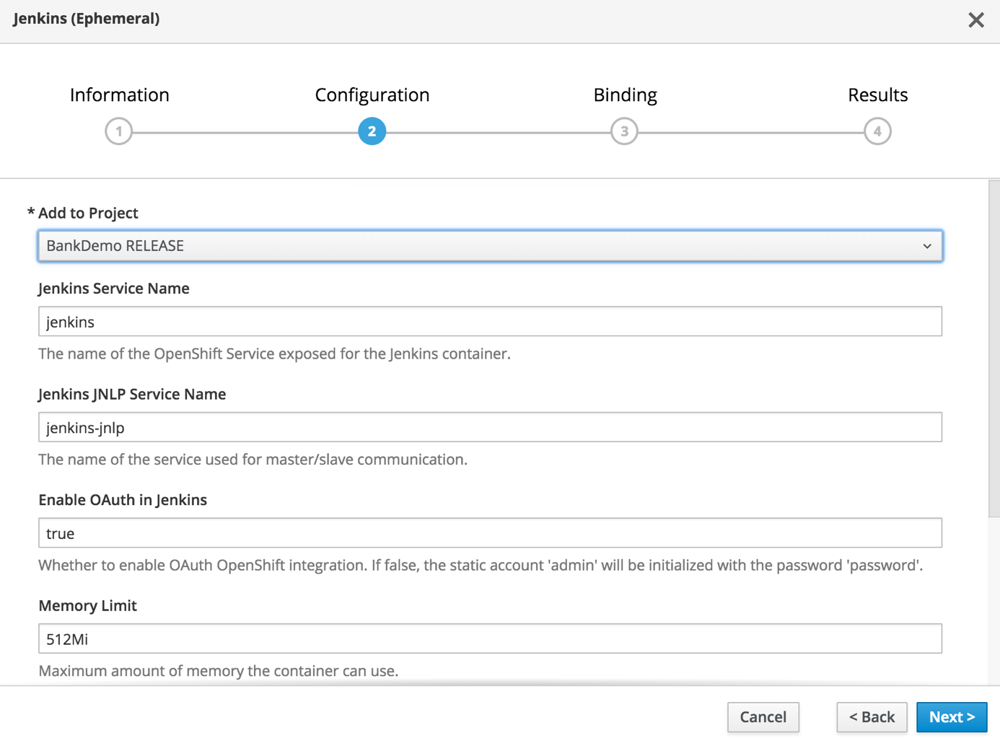 Jenkins (Ephemeral)
Information
Configuration
Binding
Results
1
2
3
4
* Add to Project
BankDemo RELEASE
Jenkins Service Name
jenkins
The name of the OpenShift Service exposed for the Jenkins container.
Jenkins JNLP Service Name
jenkins-jnlp
The name of the service used for master/slave communication.
Enable OAuth in Jenkins
true
Whether to enable OAuth OpenShift integration. If false, the static account 'admin' will be initialized with the password 'password'.
Memory Limit
512Mi
Maximum amount of memory the container can use.
Cancel
< Back
Next >